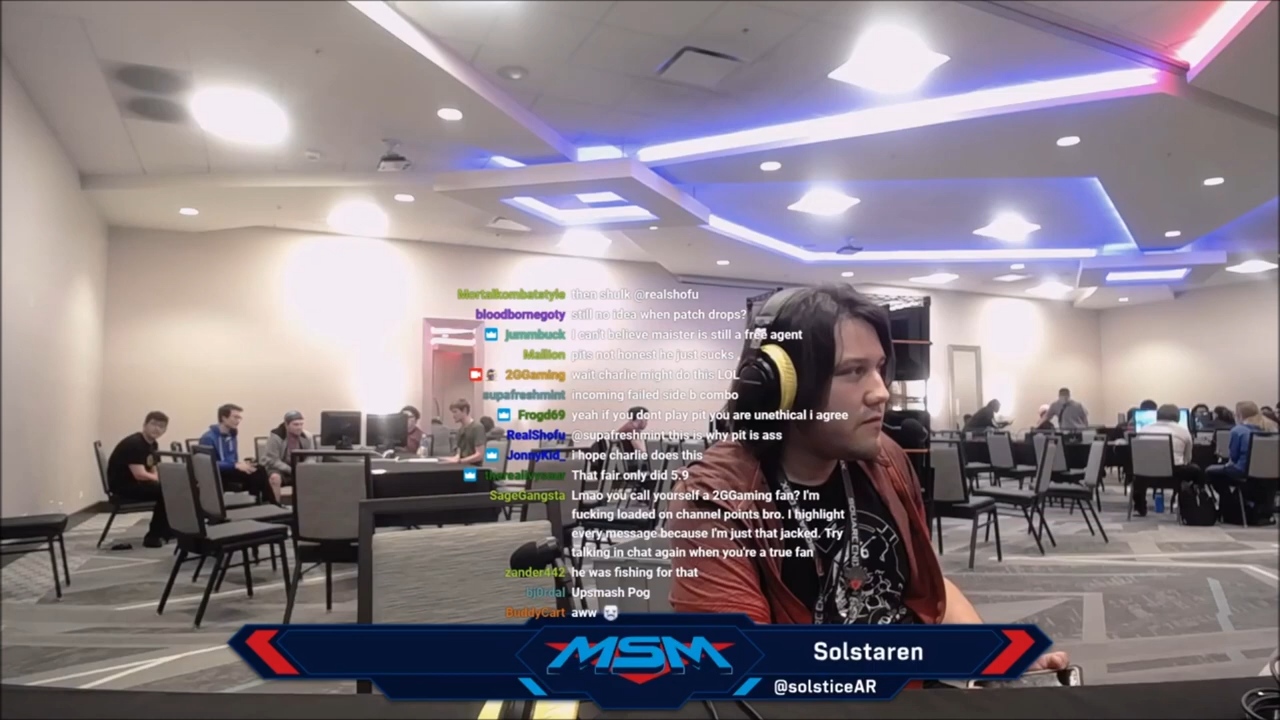 Mortalkombatstyle then shulk @realshofu
bloodbornegoty still no idea when patch drops?
jummbuck I can't believe maister is still a free agent
Mallion pits not honest he just sucks
2GGaming wait charlie might do this LOL
supafreshmint incoming failed side b combo
Frogd69 yeah if you dont play pit you are unethical i agree
RealShofu @supafreshmint this is why pit is ass
JonnyKid_ i hope charlie does this
That fair only did 5.9
SageGangsta Lmao you call yourself a 2GGaming fan? I'm
fucking loaded on channel points bro. I highlight
every message because I'm just that jacked. Try
talking in chat again when you're a true fan
zander442 he was fishing for that
Upsmash Pog
BuddyCart aww
MSM
Solstaren
@solsticeAR